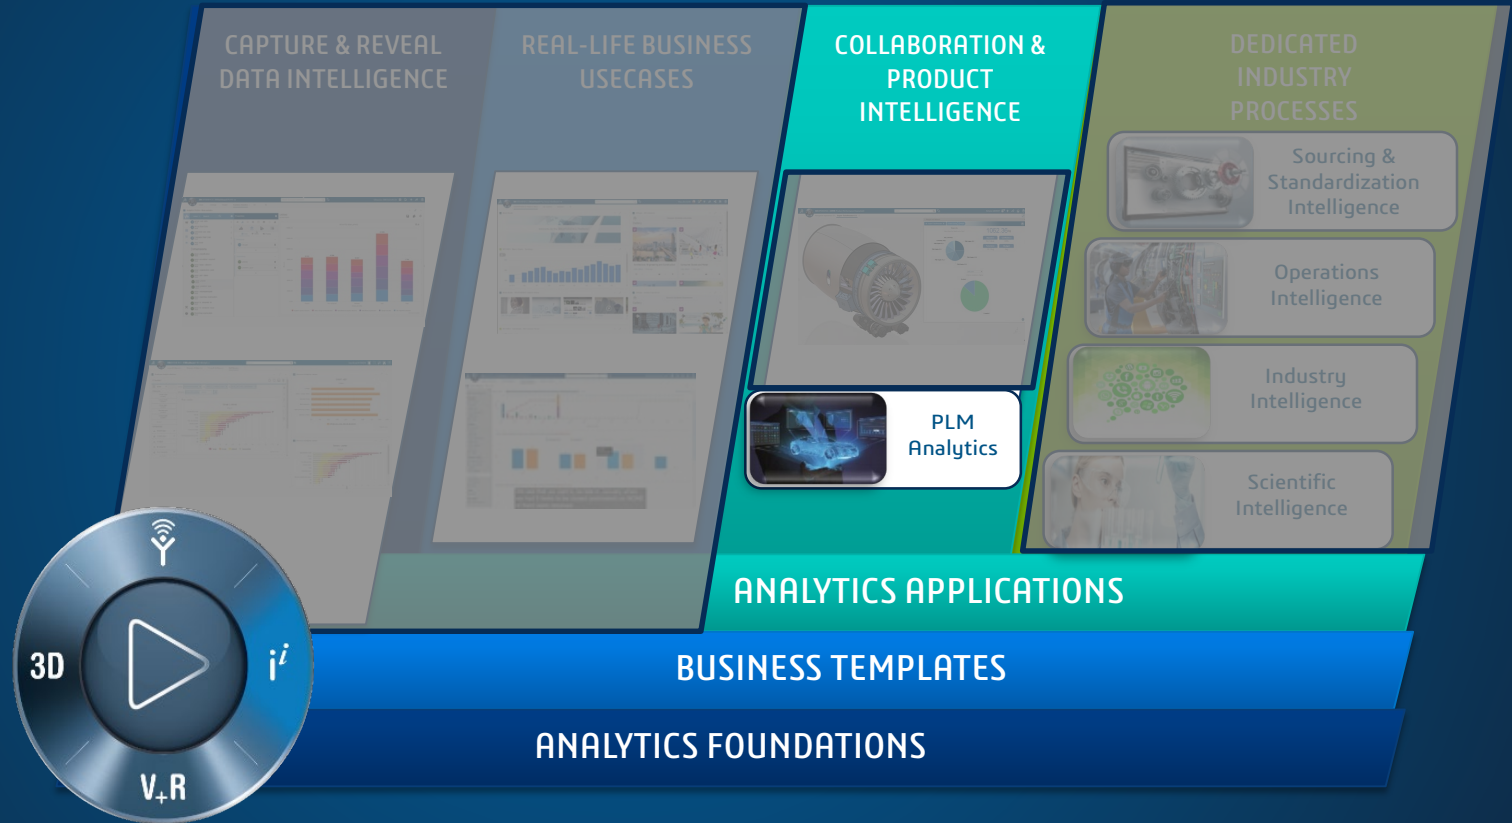 CAPTURE & REVEAL
DATA INTELLIGENCE
REAL-LIFE BUSINESS
USECASES
COLLABORATION &
PRODUCT
INTELLIGENCE
DEDICATED
INDUSTRY
PROCESSES
Sourcing &
Standardization
Intelligence
Operations
Intelligence
Industry
Intelligence
Scientific
Intelligence
PLM
Analytics
ANALYTICS APPLICATIONS
BUSINESS TEMPLATES
ANALYTICS FOUNDATIONS
3D
iⁱ
V+R